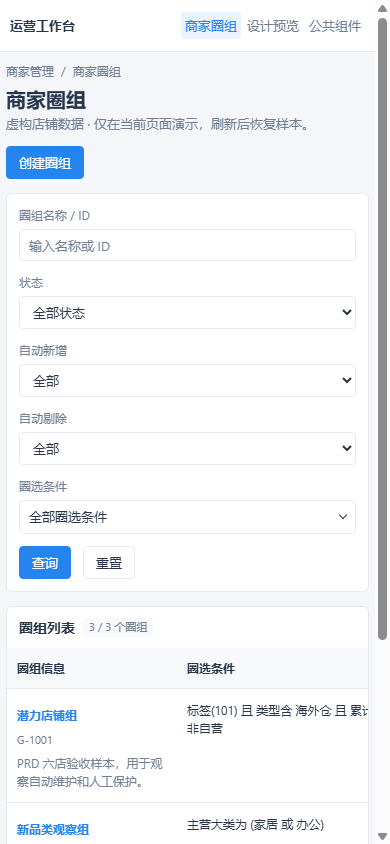 运营工作台 商家圈组 设计预览 公共组件
商家管理 / 商家圈组
商家圈组
虚构店铺数据 · 仅在当前页面演示，刷新后恢复样本。
创建圈组
圈组名称 / ID
输入名称或 ID
状态
全部状态
自动新增
全部
自动剔除
全部
圈选条件
全部圈选条件
查询 重置
圈组列表 3 / 3 个圈组
圈组信息 圈选条件
潜力店铺组
G-1001
PRD 六店验收样本，用于观
察自动维护和人工保护。
标签(101) 且 类型含 海外仓 且 累计
非自营
新品类观察组
主营大类为 (家居 或 办公)